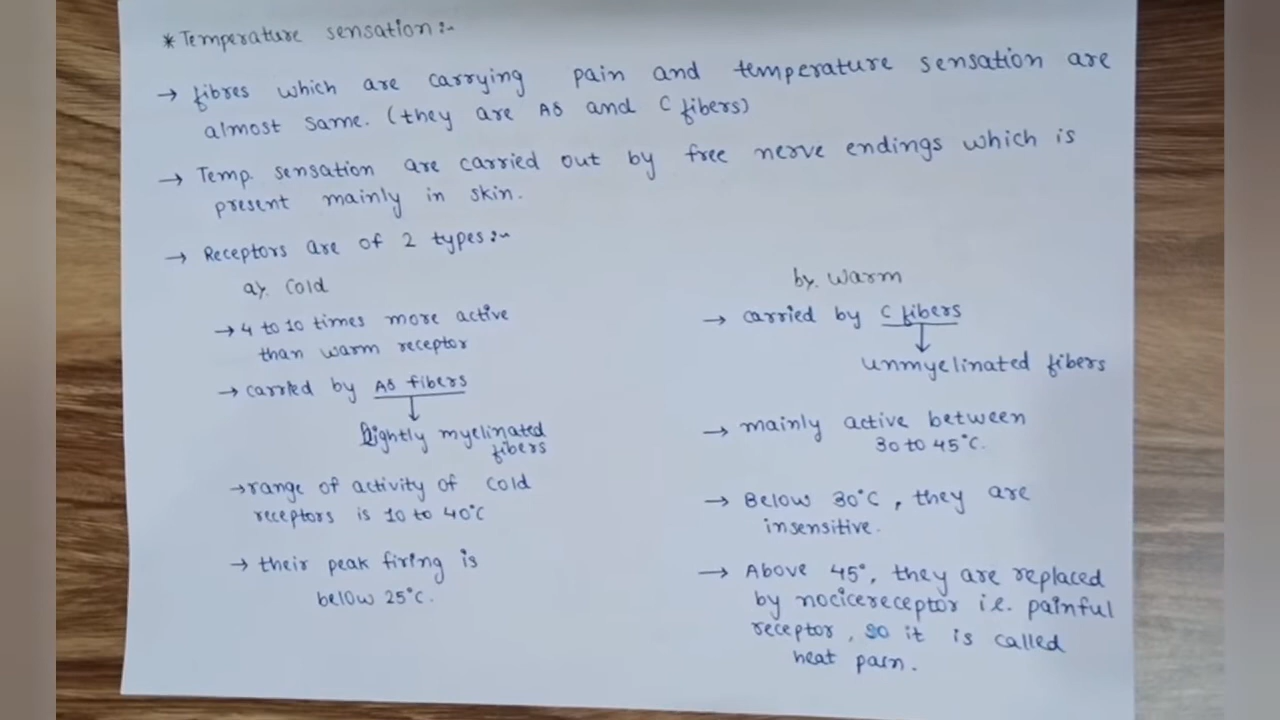 * Temperature sensation:-
→ fibres which are carrying pain and temperature sensation are
almost same. (they are Aδ and C fibers)
→ Temp. sensation are carried out by free nerve endings which is
present mainly in skin.
→ Receptors are of 2 types:-
a) Cold
→ 4 to 10 times more active
than warm receptor
→ carried by Aδ fibers
↓
Lightly myelinated
fibers
→ range of activity of cold
receptors is 10 to 40°C
→ their peak firing is
below 25°C.
b) Warm
→ carried by C fibers
↓
Unmyelinated fibers
→ mainly active between
30 to 45°C.
→ Below 30°C, they are
insensitive.
→ Above 45°, they are replaced
by nocicereceptor i.e. painful
receptor, so it is called
heat pain.